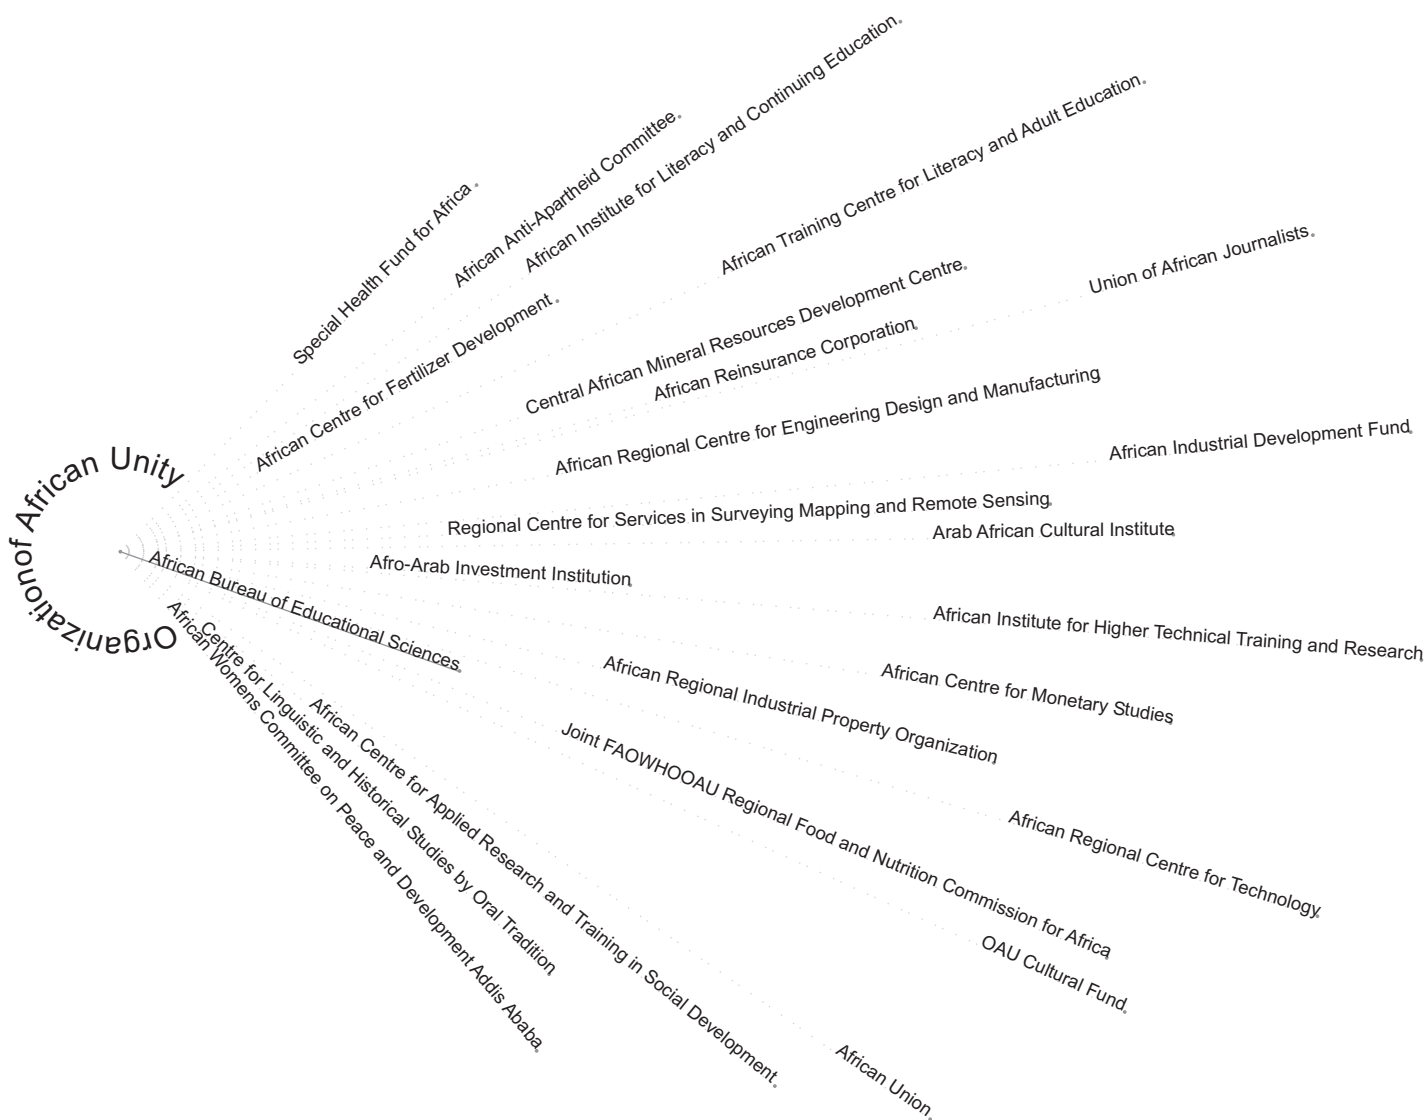 Organizationof African Unity
Special Health Fund for Africa
African Anti-Apartheid Committee
African Institute for Literacy and Continuing Education
African Centre for Fertilizer Development
African Training Centre for Literacy and Adult Education
Central African Mineral Resources Development Centre
African Reinsurance Corporation
Union of African Journalists
African Regional Centre for Engineering Design and Manufacturing
African Industrial Development Fund
Regional Centre for Services in Surveying Mapping and Remote Sensing
Arab African Cultural Institute
Afro-Arab Investment Institution
African Institute for Higher Technical Training and Research
African Centre for Monetary Studies
African Regional Industrial Property Organization
African Regional Centre for Technology
African Bureau of Educational Sciences
Joint FAOWHOOAU Regional Food and Nutrition Commission for Africa
OAU Cultural Fund
African Union
African Centre for Applied Research and Training in Social Development
Centre for Linguistic and Historical Studies by Oral Tradition
African Womens Committee on Peace and Development Addis Ababa